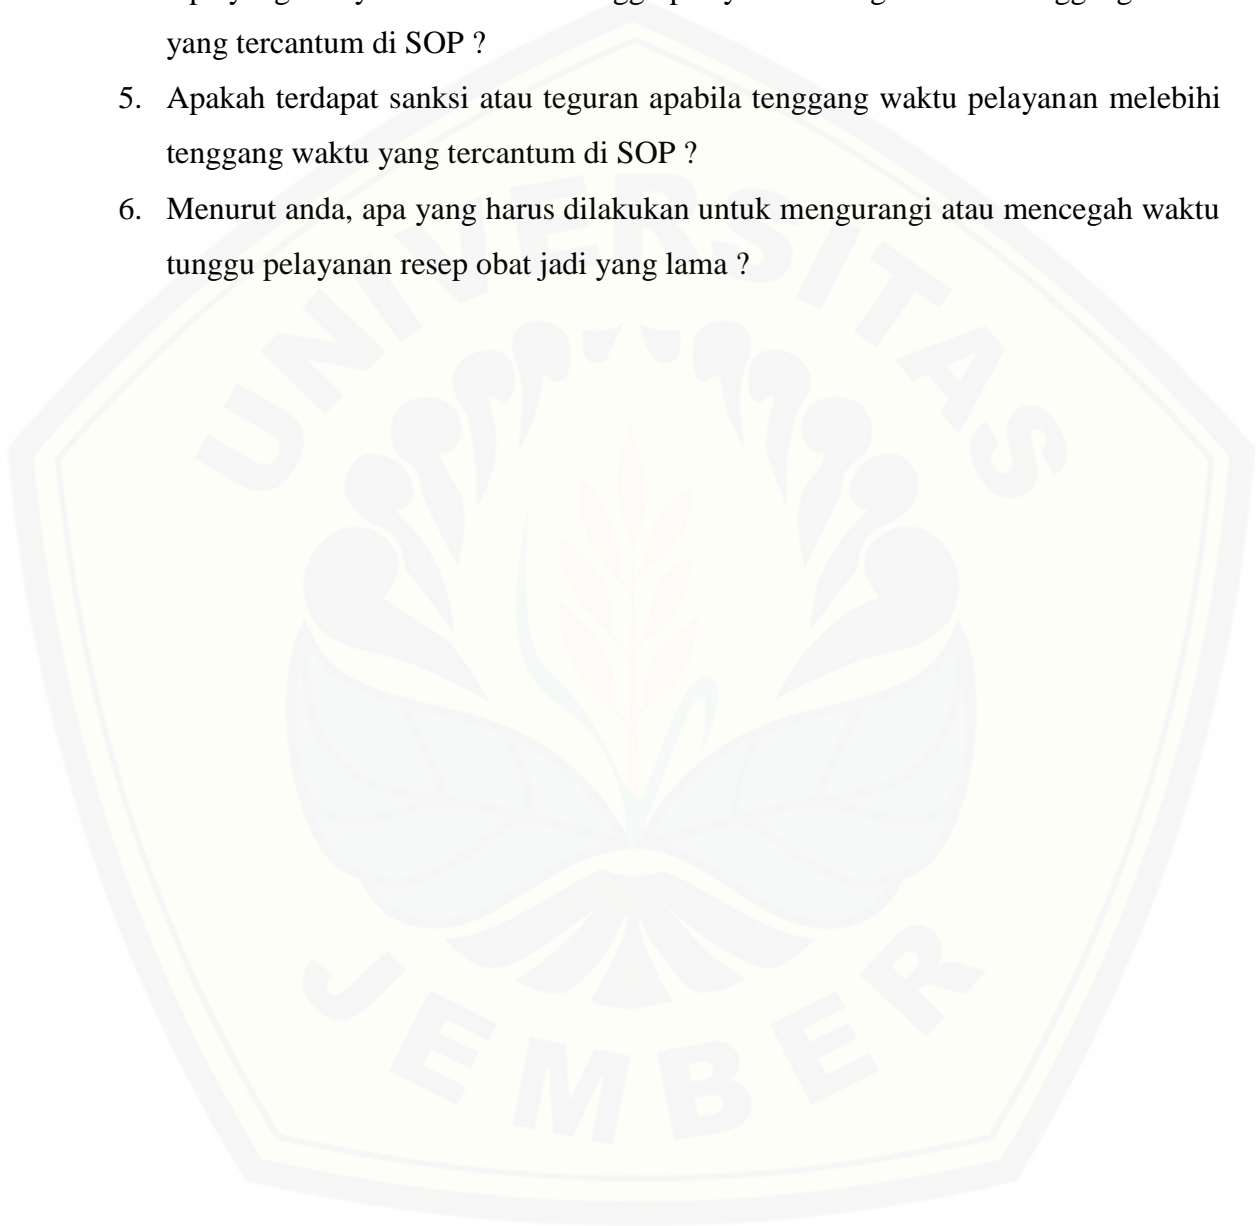 yang tercantum di SOP ?
5. Apakah terdapat sanksi atau teguran apabila tenggang waktu pelayanan melebihi
tenggang waktu yang tercantum di SOP ?
6. Menurut anda, apa yang harus dilakukan untuk mengurangi atau mencegah waktu
tunggu pelayanan resep obat jadi yang lama ?
UNIVERSITAS
JEMBER